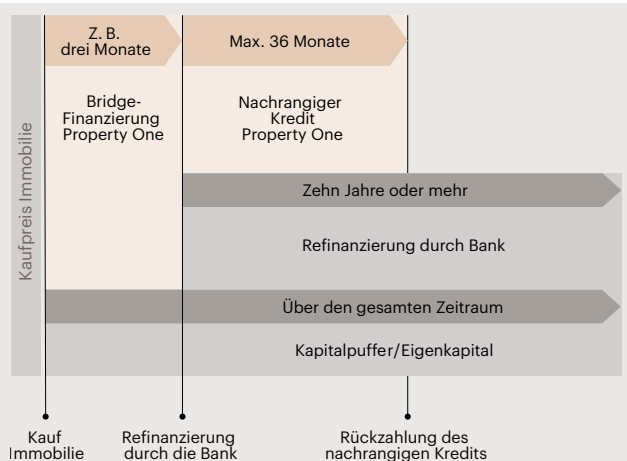 Z. B.
drei Monate
Max. 36 Monate
Bridge-
Finanzierung
Property One
Nachrangiger
Kredit
Property One
Kaufpreis Immobilie
Zehn Jahre oder mehr
Refinanzierung durch Bank
Über den gesamten Zeitraum
Kapitalpuffer/Eigenkapital
Kauf
Immobilie
Refinanzierung
durch die Bank
Rückzahlung des
nachrangigen Kredits